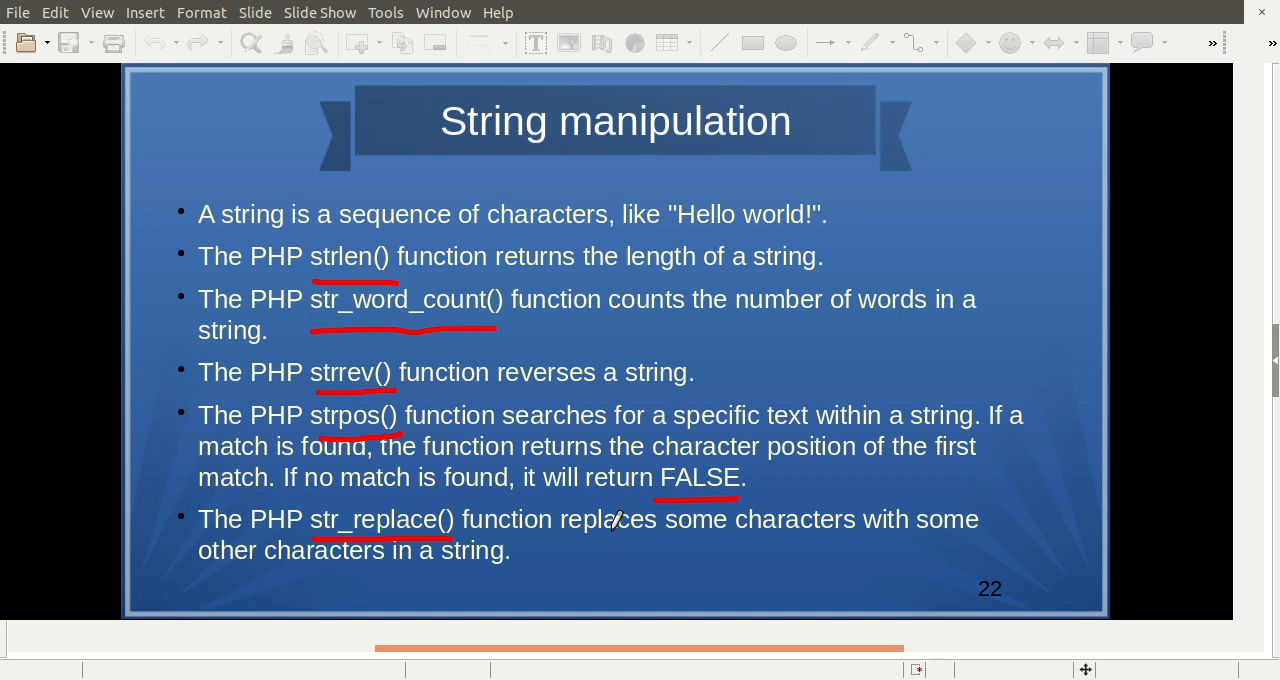 File Edit View Insert Format Slide Slide Show Tools Window Help
String manipulation
• A string is a sequence of characters, like "Hello world!".
• The PHP strlen() function returns the length of a string.
• The PHP str_word_count() function counts the number of words in a
string.
• The PHP strrev() function reverses a string.
• The PHP strpos() function searches for a specific text within a string. If a
match is found, the function returns the character position of the first
match. If no match is found, it will return FALSE.
• The PHP str_replace() function replaces some characters with some
other characters in a string.
22